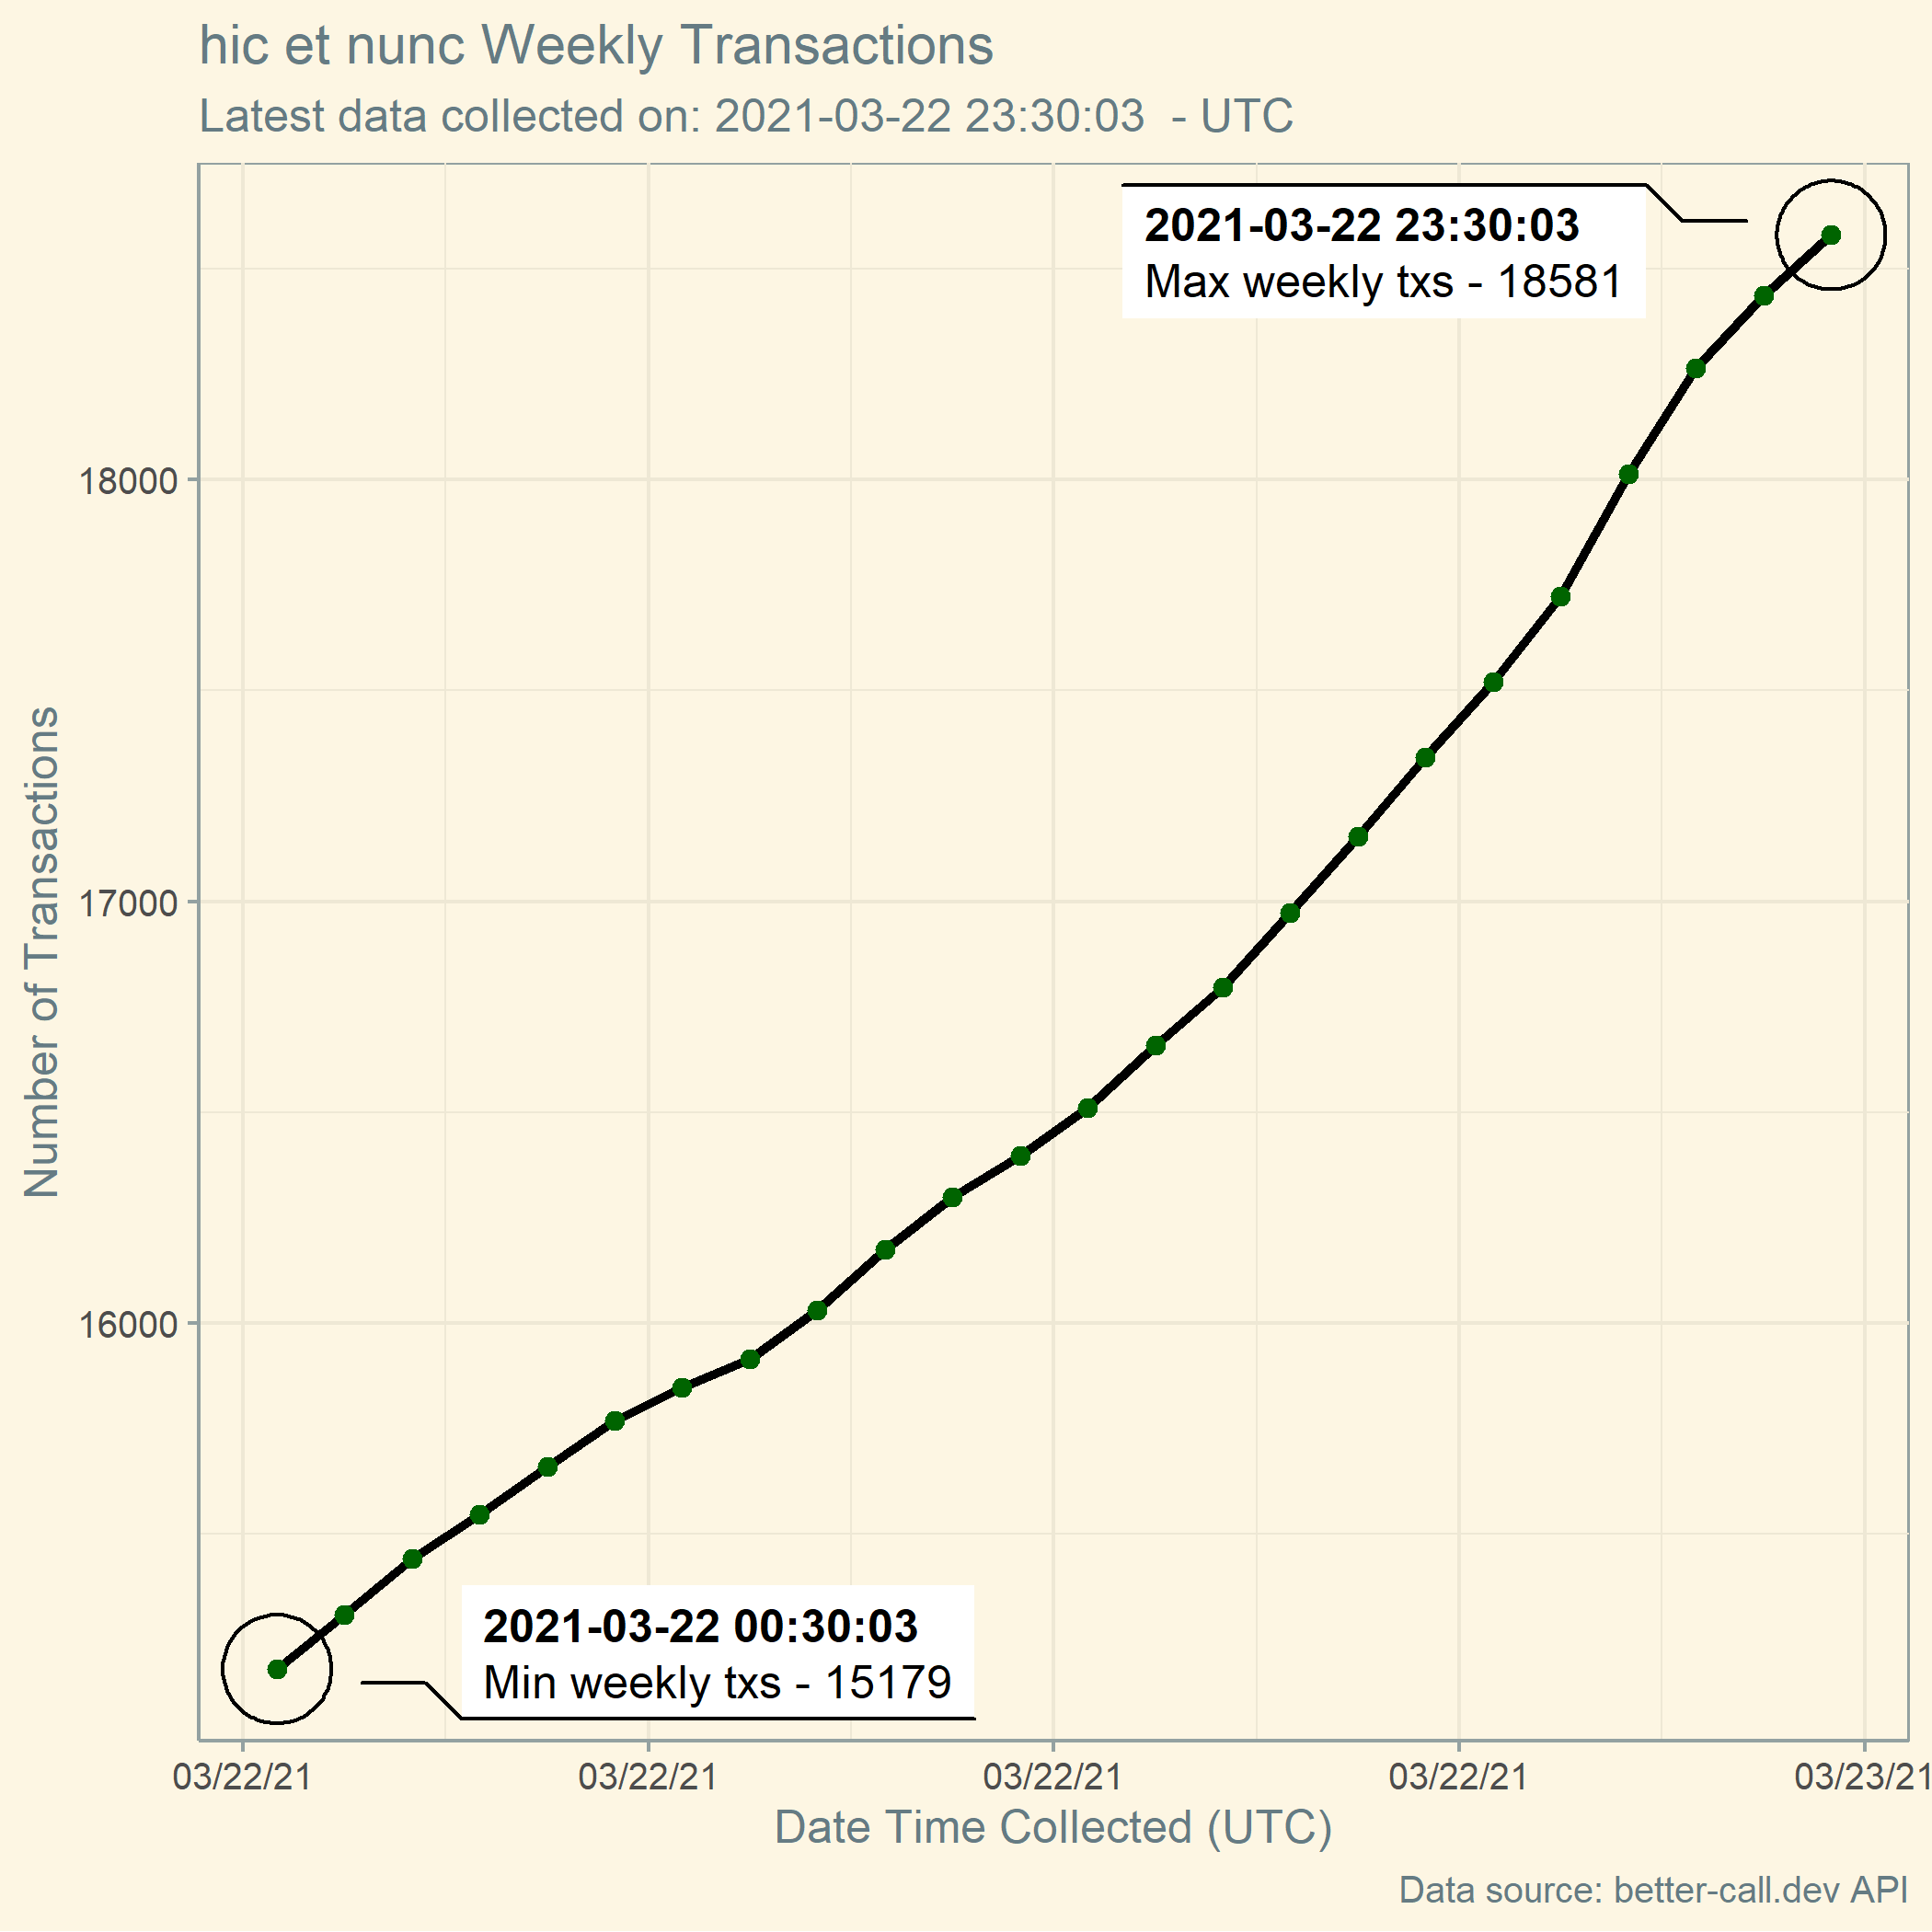 hic et nunc Weekly Transactions
Latest data collected on: 2021-03-22 23:30:03  - UTC
2021-03-22 23:30:03
Max weekly txs - 18581
18000
17000
16000
Number of Transactions
2021-03-22 00:30:03
Min weekly txs - 15179
03/22/21 03/22/21 03/22/21 03/22/21 03/23/21
Date Time Collected (UTC)
Data source: better-call.dev API